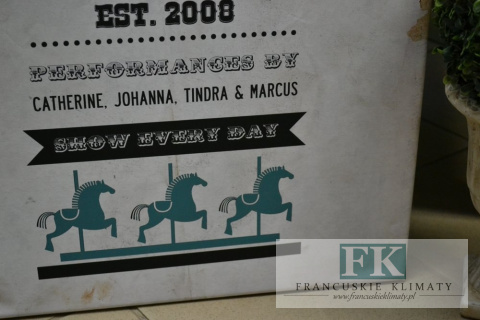 EST. 2008
PERFORMANCES BY
CATHERINE, JOHANNA, TINDRA & MARCUS
SHOW EVERY DAY
FK
FRANCUSKIE KLIMATY
www.francuskieklimaty.pl